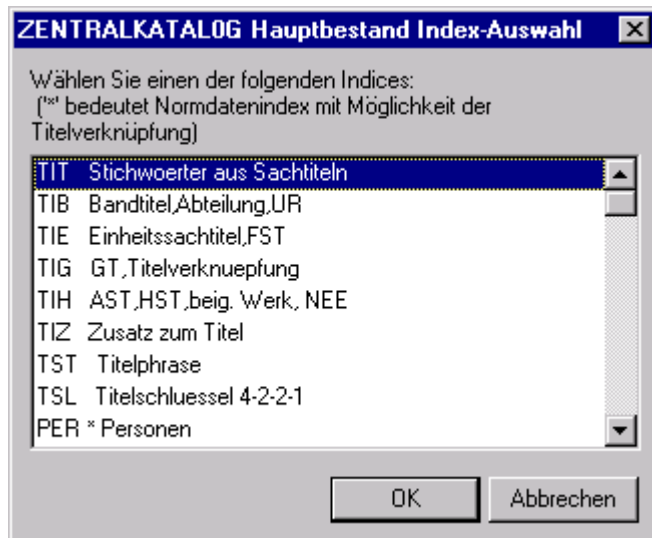 ZENTRALKATALOG Hauptbestand Index-Auswahl
Wählen Sie einen der folgenden Indices:
('*' bedeutet Normdatenindex mit Möglichkeit der
Titelverknüpfung)
TIT Stichwoerter aus Sachtiteln
TIB Bandtitel,Abteilung,UR
TIE Einheitssachtitel,FST
TIG GT,Titelverknuepfung
TIH AST,HST,beig. Werk, NEE
TIZ Zusatz zum Titel
TST Titelphrase
TSL Titelschluessel 4-2-2-1
PER * Personen
OK Abbrechen